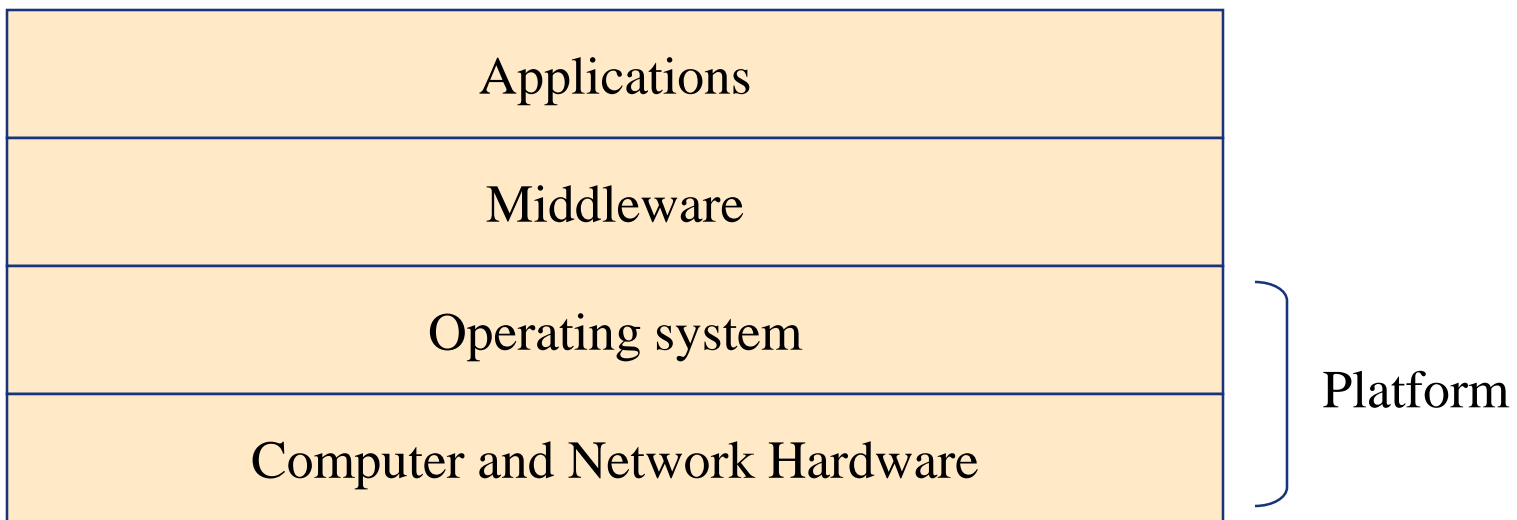 Applications
Middleware
Operating system
Platform
Computer and Network Hardware